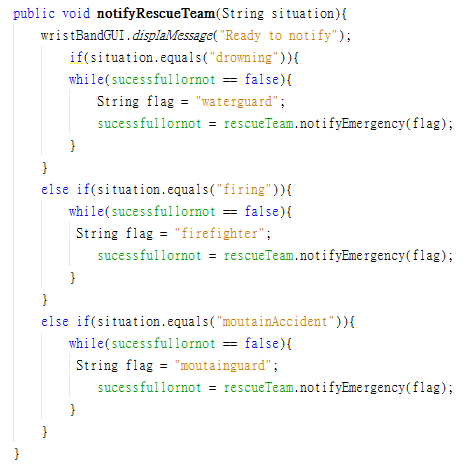 public void notifyRescueTeam(String situation){
wristBandGUI.displaMessage("Ready to notify");
if(situation.equals("drowning")){
while(sucessfullornot == false){
String flag = "waterguard";
sucessfullornot = rescueTeam.notifyEmergency(flag);
}
}
else if(situation.equals("firing")){
while(sucessfullornot == false){
String flag = "firefighter";
sucessfullornot = rescueTeam.notifyEmergency(flag);
}
}
else if(situation.equals("moutainAccident")){
while(sucessfullornot == false){
String flag = "moutainguard";
sucessfullornot = rescueTeam.notifyEmergency(flag);
}
}
}